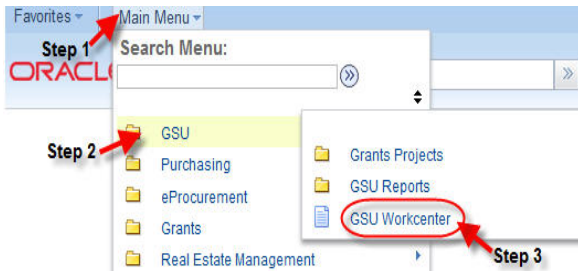 Favorites Main Menu
Step 1
Search Menu:
ORACL
GSU
Step 2
Purchasing
Grants Projects
eProcurement
GSU Reports
Grants
GSU Workcenter
Real Estate Management
Step 3